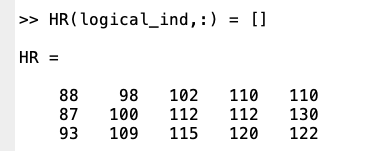 >> HR(logical_ind,:) = []
HR =
88 98 102 110 110
87 100 112 112 130
93 109 115 120 122